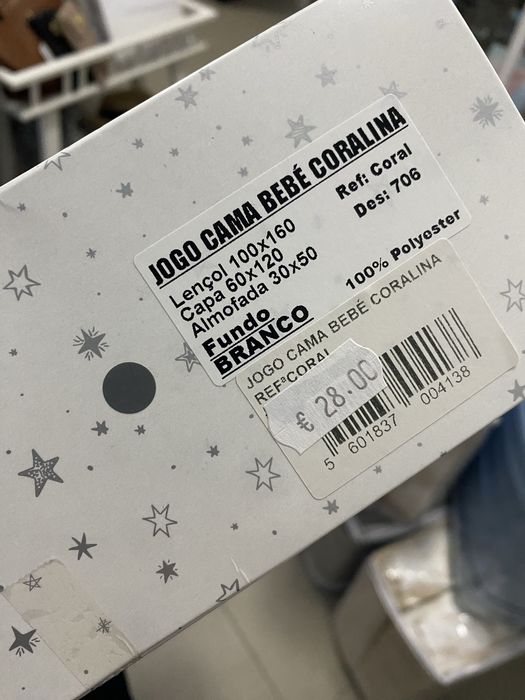 JOGO CAMA BEBÉ CORALINA
Lençol 100x160
Ref: Coral
Capa 60x120
Des: 706
Almofada 30x50
Fundo
100% Polyester
BRANCO
JOGO CAMA BEBÉ CORALINA
REFªCORAL
€ 28.00
5 601837 004138